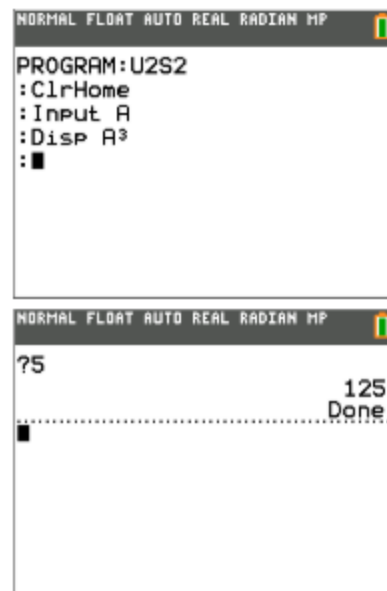 NORMAL FLOAT AUTO REAL RADIAN MP
PROGRAM:U2S2
:ClrHome
:Input A
:Disp A³
:
NORMAL FLOAT AUTO REAL RADIAN MP
?5
125
Done